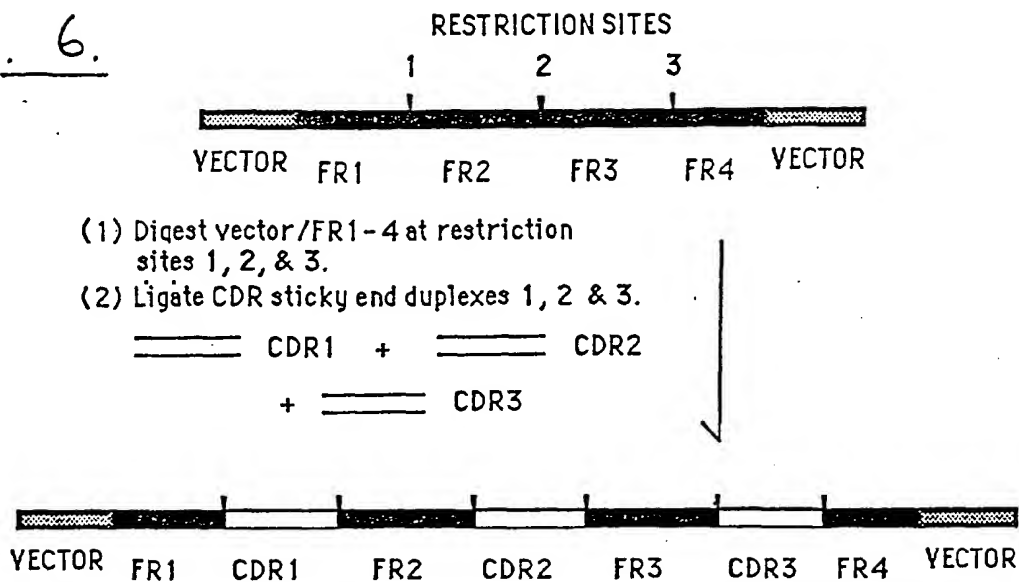 . 6.
RESTRICTION SITES
1 2 3
VECTOR FR1 FR2 FR3 FR4 VECTOR
(1) Digest vector/FR1-4 at restriction
sites 1, 2, & 3.
(2) Ligate CDR sticky end duplexes 1, 2 & 3.
CDR1 + CDR2
+ CDR3
VECTOR FR1 CDR1 FR2 CDR2 FR3 CDR3 FR4 VECTOR